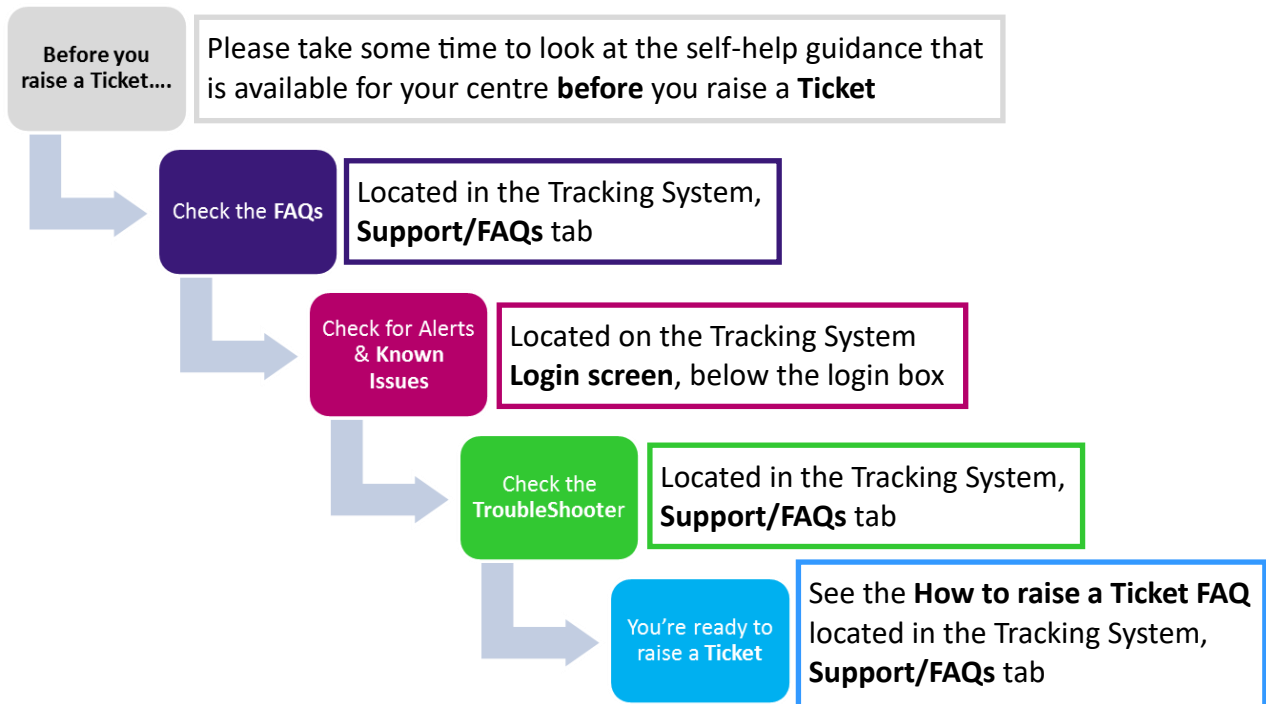 Before you
raise a Ticket....
Please take some time to look at the self-help guidance that
is available for your centre before you raise a Ticket
Check the FAQs
Located in the Tracking System,
Support/FAQs tab
Check for Alerts
& Known
Issues
Located on the Tracking System
Login screen, below the login box
Check the
TroubleShooter
Located in the Tracking System,
Support/FAQs tab
You're ready to
raise a Ticket
See the How to raise a Ticket FAQ
located in the Tracking System,
Support/FAQs tab